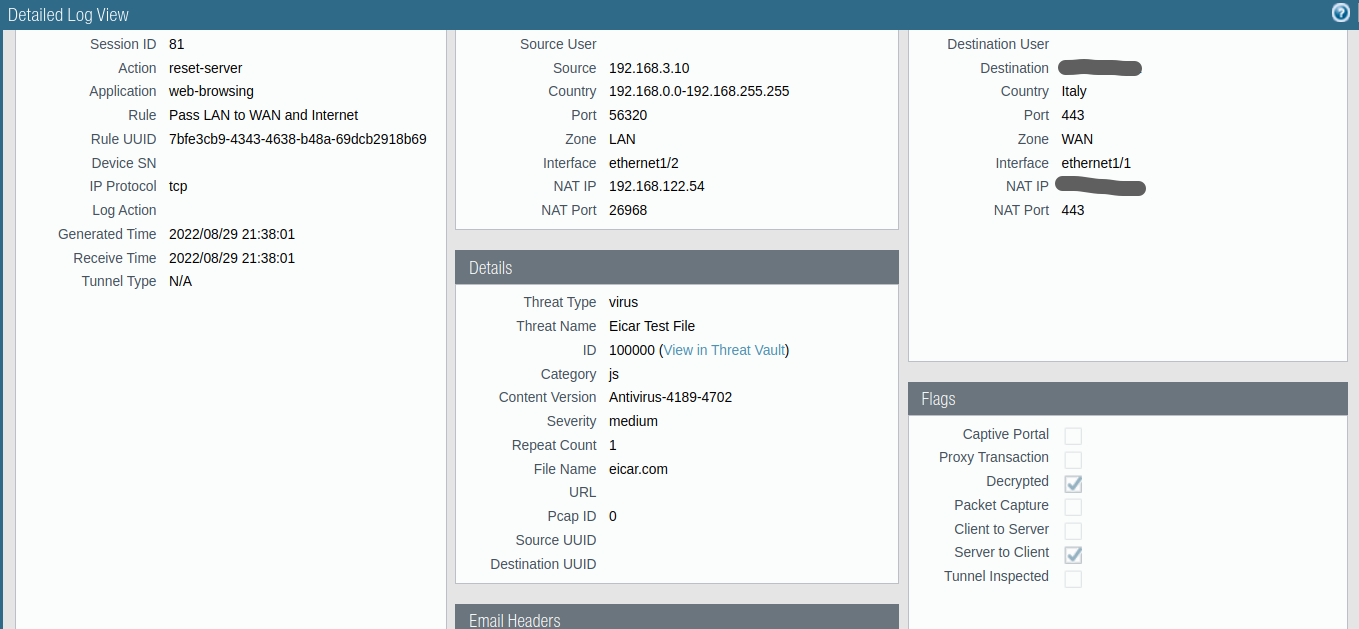 Detailed Log View
Session ID 81
Action reset-server
Application web-browsing
Rule Pass LAN to WAN and Internet
Rule UUID 7bfe3cb9-4343-4638-b48a-69dcb2918b69
Device SN
IP Protocol tcp
Log Action
Generated Time 2022/08/29 21:38:01
Receive Time 2022/08/29 21:38:01
Tunnel Type N/A
Source User
Source 192.168.3.10
Country 192.168.0.0-192.168.255.255
Port 56320
Zone LAN
Interface ethernet1/2
NAT IP 192.168.122.54
NAT Port 26968
Details
Threat Type virus
Threat Name Eicar Test File
ID 100000 (View in Threat Vault)
Category js
Content Version Antivirus-4189-4702
Severity medium
Repeat Count 1
File Name eicar.com
URL
Pcap ID 0
Source UUID
Destination UUID
Email Headers
Destination User
Destination
Country Italy
Port 443
Zone WAN
Interface ethernet1/1
NAT IP
NAT Port 443
Flags
Captive Portal
Proxy Transaction
Decrypted
Packet Capture
Client to Server
Server to Client
Tunnel Inspected